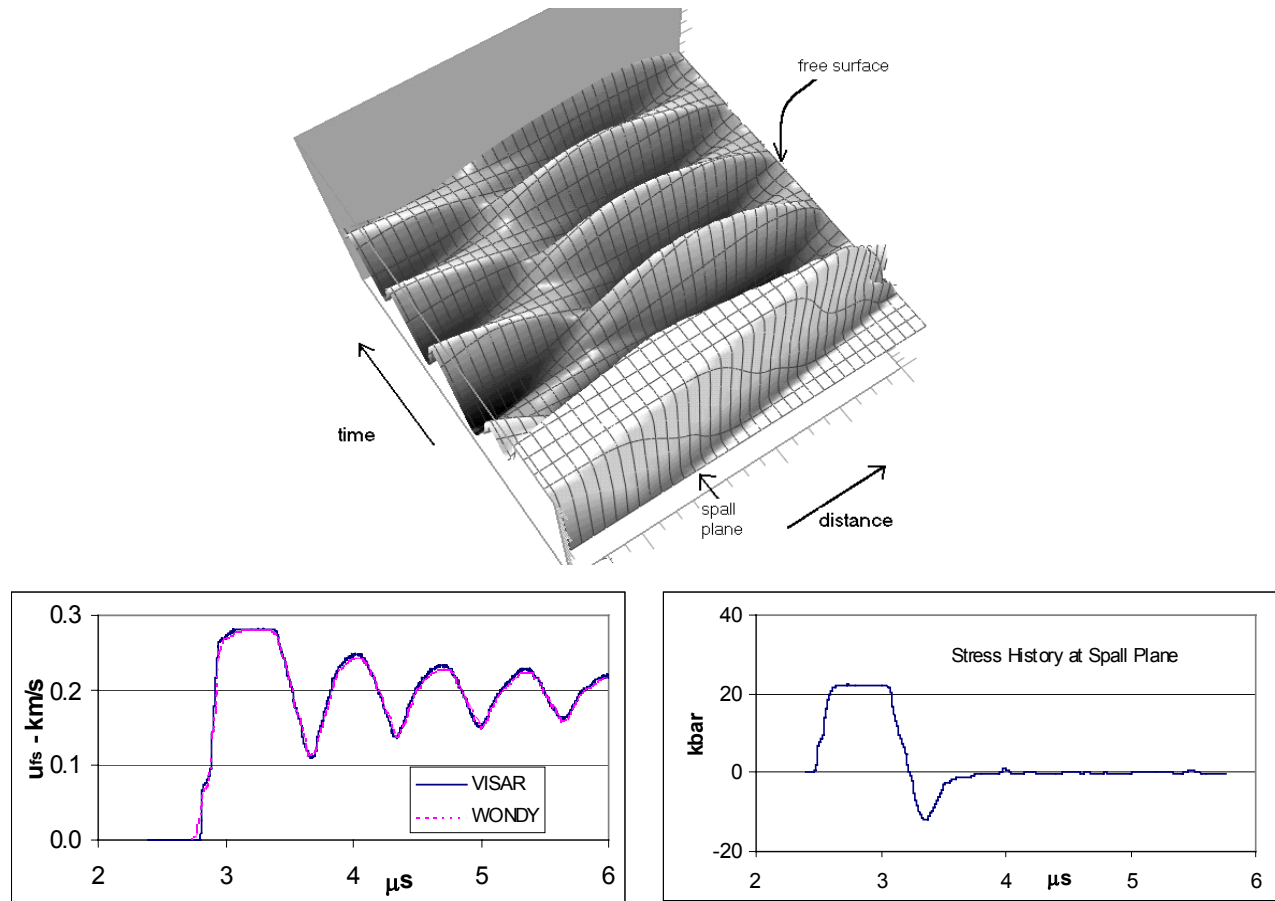 free surface
time
spall
plane
distance
0.3
0.2
0.1
0.0
ufs - km/s
VISAR
WONDY
2 3 4 5 6
μs
40
20
0
-20
kbar
Stress History at Spall Plane
2 3 4 5 6
μs